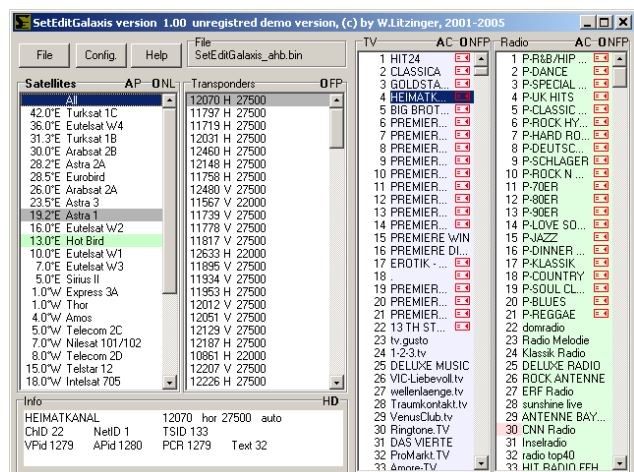 SetEditGalaxis version 1.00 unregistred demo version, (c) by W.Litzinger, 2001-2005
File
Config.
Help
File
SetEditGalaxis_ahb.bin
Satellites AP ONL
All
42.0°E Turksat 1C
36.0°E Eutelsat W4
31.3°E Turksat 1B
30.0°E Arabsat 2B
28.2°E Astra 2A
28.5°E Eurobird
26.0°E Arabsat 2A
23.5°E Astra 3
19.2°E Astra 1
16.0°E Eutelsat W2
13.0°E Hot Bird
10.0°E Eutelsat W1
7.0°E Eutelsat W3
5.0°E Sirius II
1.0°W Express 3A
1.0°W Thor
4.0°W Amos
5.0°W Telecom 2C
7.0°W Nilesat 101/102
8.0°W Telecom 2D
15.0°W Telstar 12
18.0°W Intelsat 705
Transponders OFP
12070 H 27500
11797 H 27500
11719 H 27500
12031 H 27500
12460 H 27500
12148 H 27500
11758 H 27500
12480 V 27500
11567 V 22000
11739 V 27500
11778 V 27500
11817 V 27500
12633 H 22000
11895 V 27500
11934 V 27500
11953 H 27500
12012 V 27500
12051 V 27500
12129 V 27500
12187 H 27500
10861 H 22000
12207 V 27500
12226 H 27500
TV AC ONFP
1 HIT24
2 CLASSICA
3 GOLDSTA...
4 HEIMATK...
5 BIG BROT...
6 PREMIER...
7 PREMIER...
8 PREMIER...
9 PREMIER...
10 PREMIER...
11 PREMIER...
12 PREMIER...
13 PREMIER...
14 PREMIER...
15 PREMIERE WIN
16 PREMIERE DI...
17 EROTIK - ...
18 .
19 PREMIER...
20 PREMIER...
21 PREMIER...
22 13 TH ST...
23 tv.gusto
24 1-2-3.tv
25 DELUXE MUSIC
26 VIC-Liebevoll.tv
27 wellenlaenge.tv
28 Traumkontakt.tv
29 VenusClub.tv
30 Ringtone.TV
31 DAS VIERTE
32 ProMarkt.TV
33 Amore-TV
Radio AC ONFP
1 P-R&B/HIP ...
2 P-DANCE
3 P-SPECIAL ...
4 P-UK HITS
5 P-CLASSIC ...
6 P-ROCK HY...
7 P-HARD RO...
8 P-DEUTSC...
9 P-SCHLAGER
10 P-ROCK N ...
11 P-70ER
12 P-80ER
13 P-90ER
14 P-LOVE SO...
15 P-JAZZ
16 P-DINNER ...
17 P-KLASSIK
18 P-COUNTRY
19 P-SOUL CL...
20 P-BLUES
21 P-REGGAE
22 domradio
23 Radio Melodie
24 Klassik Radio
25 DELUXE RADIO
26 ROCK ANTENNE
27 ERF Radio
28 sunshine live
29 ANTENNE BAY...
30 CNN Radio
31 Inselradio
32 radio top40
33 HIT RADIO FFH
Info HD
HEIMATKANAL 12070 hor 27500 auto
ChID 22 NetID 1 TSID 133
VPid 1279 APid 1280 PCR 1279 Text 32